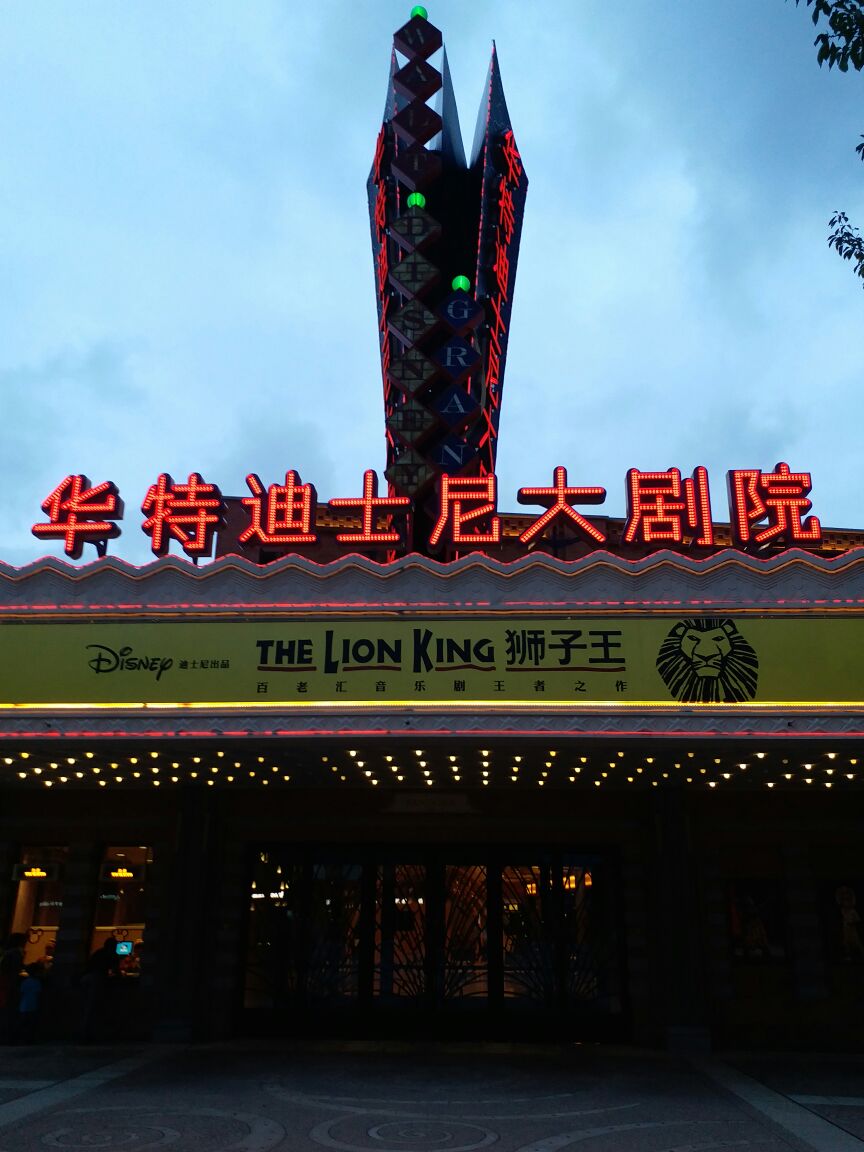 WALT
DISNEY
GRAN
华特迪士尼大剧院
DISNEY 迪士尼出品
THE LION KING 狮子王
百老汇音乐剧王者之作